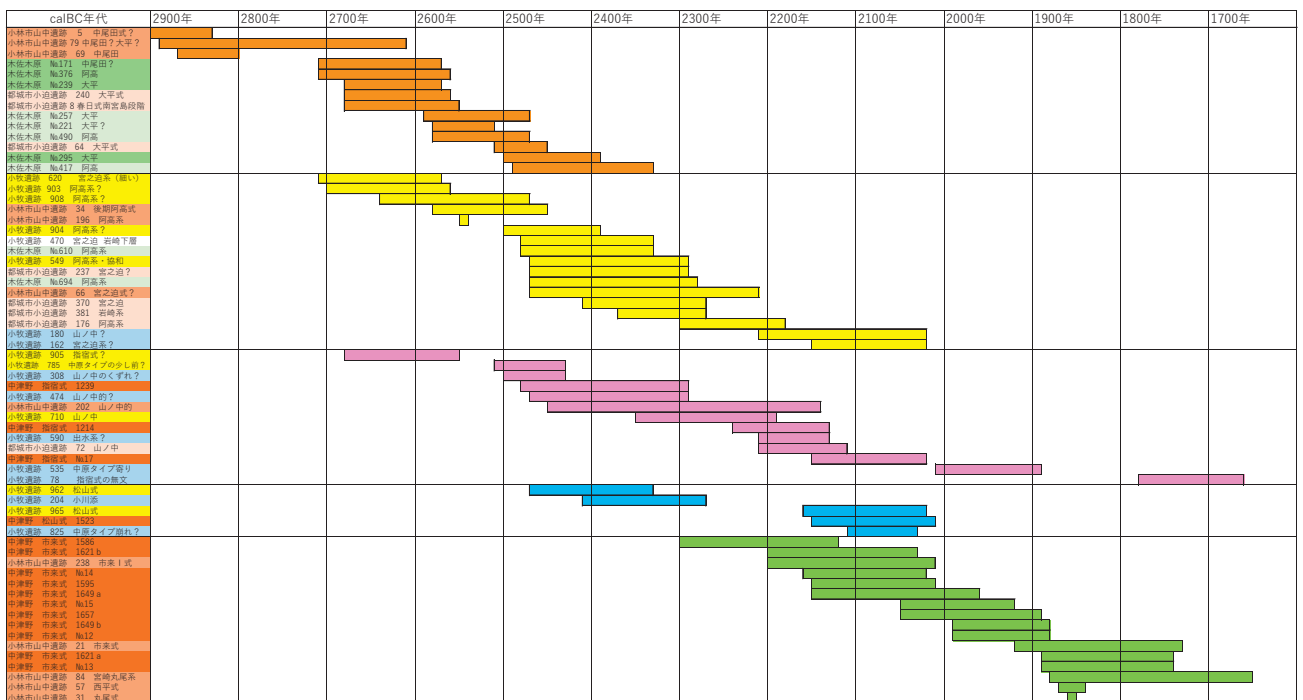 calBC年代 2900年 2800年 2700年 2600年 2500年 2400年 2300年 2200年 2100年 2000年 1900年 1800年 1700年
小林市山中遺跡 5 中尾田式？
小林市山中遺跡 79 中尾田？大平？
小林市山中遺跡 69 中尾田
木佐木原 №171 中尾田？
木佐木原 №376 阿高
木佐木原 №239 大平
都城市小迫遺跡 240 大平式
都城市小迫遺跡 8 春日式南宮島段階
木佐木原 №257 大平
木佐木原 №221 大平？
木佐木原 №490 阿高
都城市小迫遺跡 64 大平式
木佐木原 №295 大平
木佐木原 №417 阿高
小牧遺跡 620 宮之迫系（細い）
小牧遺跡 903 阿高系？
小牧遺跡 908 阿高系？
小林市山中遺跡 34 後期阿高式
小林市山中遺跡 196 阿高系
小牧遺跡 904 阿高系？
小牧遺跡 470 宮之迫 岩崎下層
木佐木原 №610 阿高系
小牧遺跡 549 阿高系・協和
都城市小迫遺跡 237 宮之迫？
木佐木原 №694 阿高系
小林市山中遺跡 66 宮之迫式？
都城市小迫遺跡 370 宮之迫
都城市小迫遺跡 381 岩崎系
都城市小迫遺跡 176 阿高系
小牧遺跡 180 山ノ中？
小牧遺跡 162 宮之迫系？
小牧遺跡 905 指宿式？
小牧遺跡 785 中原タイプの少し前？
小牧遺跡 308 山ノ中のくずれ？
中津野 指宿式 1239
小牧遺跡 474 山ノ中的？
小林市山中遺跡 202 山ノ中的
小牧遺跡 710 山ノ中
中津野 指宿式 1214
小牧遺跡 590 出水系？
都城市小迫遺跡 72 山ノ中
中津野 指宿式 №17
小牧遺跡 535 中原タイプ寄り
小牧遺跡 78 指宿式の無文
小牧遺跡 962 松山式
小牧遺跡 204 小川添
小牧遺跡 965 松山式
中津野 松山式 1523
小牧遺跡 825 中原タイプ崩れ？
中津野 市来式 1586
中津野 市来式 1621 b
小林市山中遺跡 238 市来Ⅰ式
中津野 市来式 №14
中津野 市来式 1595
中津野 市来式 1649 a
中津野 市来式 №15
中津野 市来式 1657
中津野 市来式 1649 b
中津野 市来式 №12
小林市山中遺跡 21 市来式
中津野 市来式 1621 a
中津野 市来式 №13
小林市山中遺跡 84 宮崎丸尾系
小林市山中遺跡 57 西平式
小林市山中遺跡 31 丸尾式